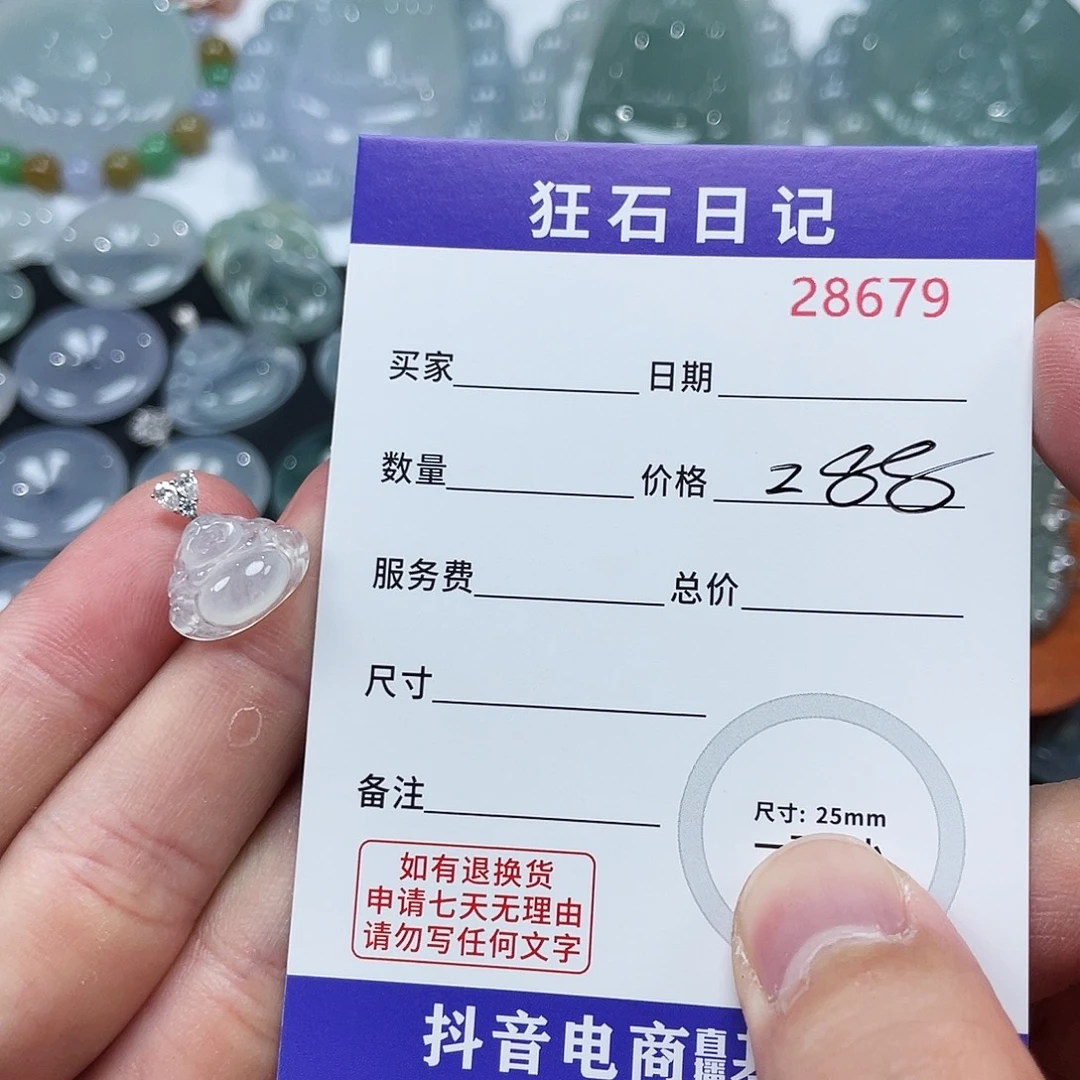 狂石日记
28679
买家 日期
数量 价格 288
服务费 总价
尺寸
备注
尺寸: 25mm
如有退换货
申请七天无理由
请勿写任何文字
抖音电商直播